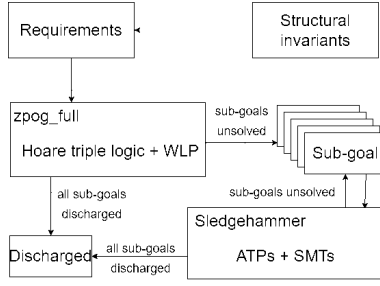 Requirements
Structural
invariants
zpog_full
Hoare triple logic + WLP
sub-goals
unsolved
Sub-goal
all sub-goals
discharged
sub-goals unsolved
Sledgehammer
ATPs + SMTs
Discharged
all sub-goals
discharged